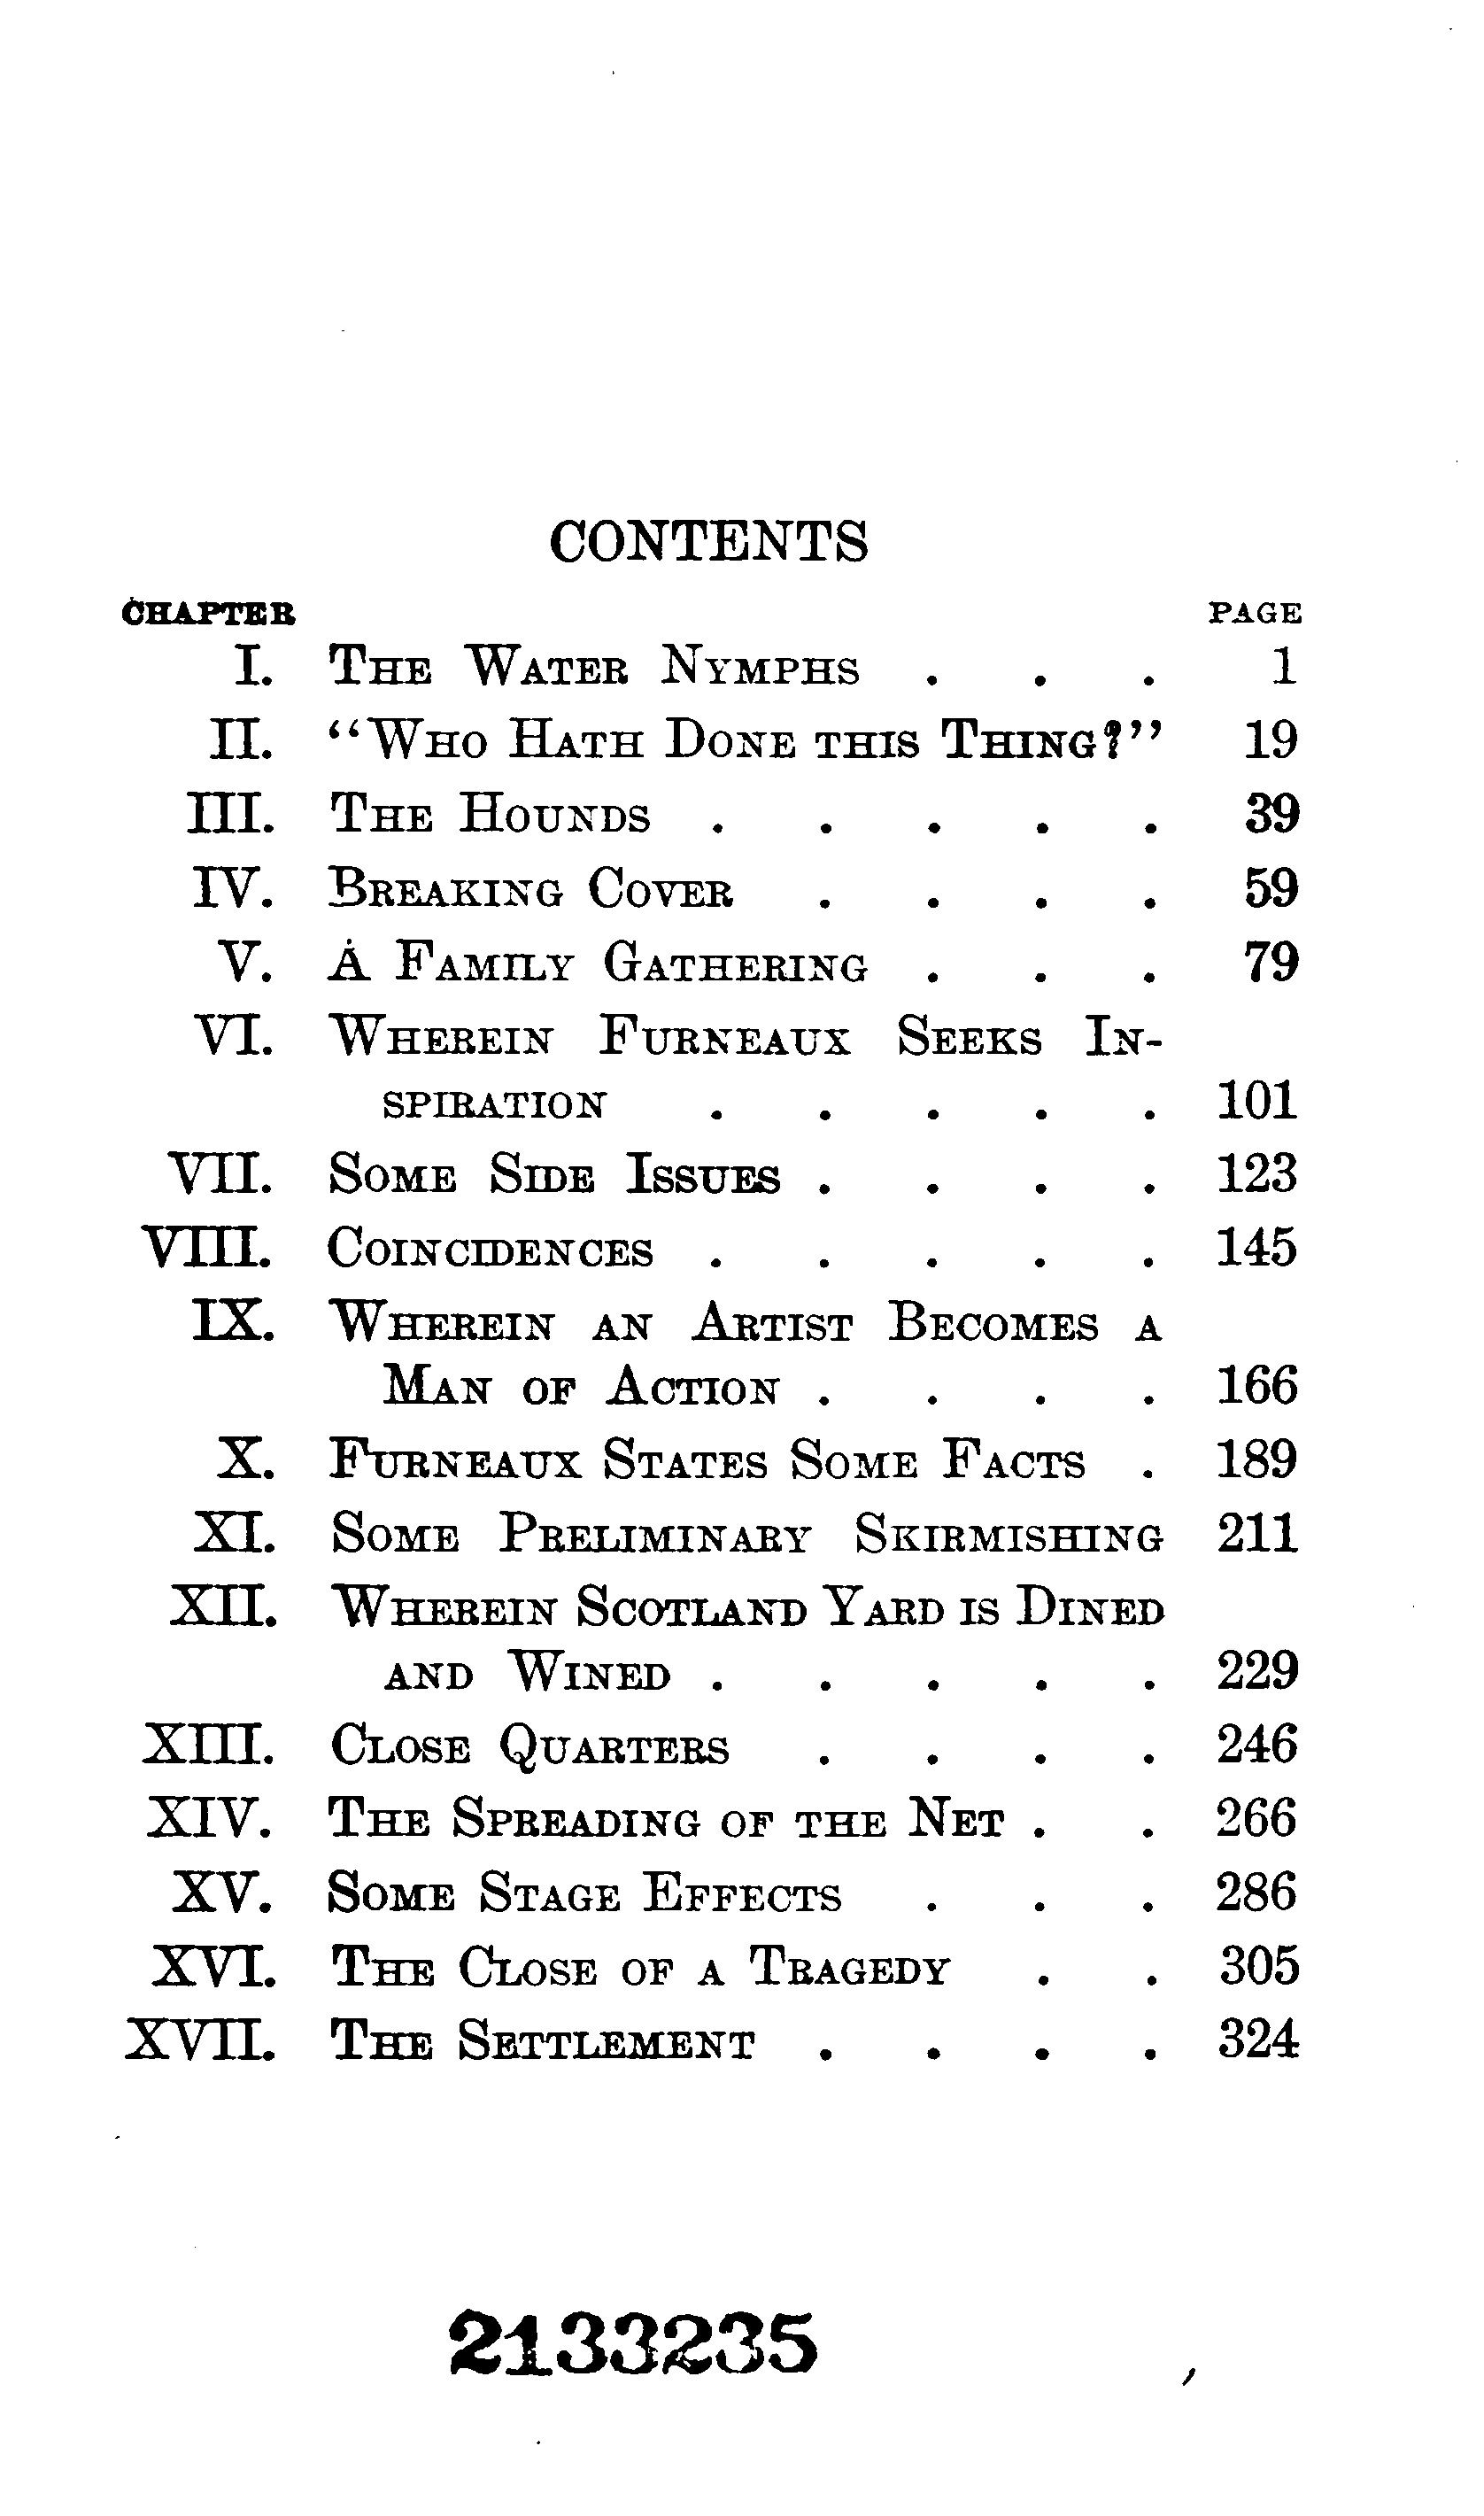 CONTENTS
CHAPTER PAGE
I. THE WATER NYMPHS . . . 1
II. "WHO HATH DONE THIS THING?" 19
III. THE HOUNDS . . . . . 39
IV. BREAKING COVER . . . . 59
V. A FAMILY GATHERING . . . 79
VI. WHEREIN FURNEAUX SEEKS IN-
SPIRATION . . . . . 101
VII. SOME SIDE ISSUES . . . . 123
VIII. COINCIDENCES . . . . . 145
IX. WHEREIN AN ARTIST BECOMES A
MAN OF ACTION . . . . 166
X. FURNEAUX STATES SOME FACTS . 189
XI. SOME PRELIMINARY SKIRMISHING 211
XII. WHEREIN SCOTLAND YARD IS DINED
AND WINED . . . . . 229
XIII. CLOSE QUARTERS . . . . 246
XIV. THE SPREADING OF THE NET . . 266
XV. SOME STAGE EFFECTS . . . 286
XVI. THE CLOSE OF A TRAGEDY . . 305
XVII. THE SETTLEMENT . . . . 324
2133235